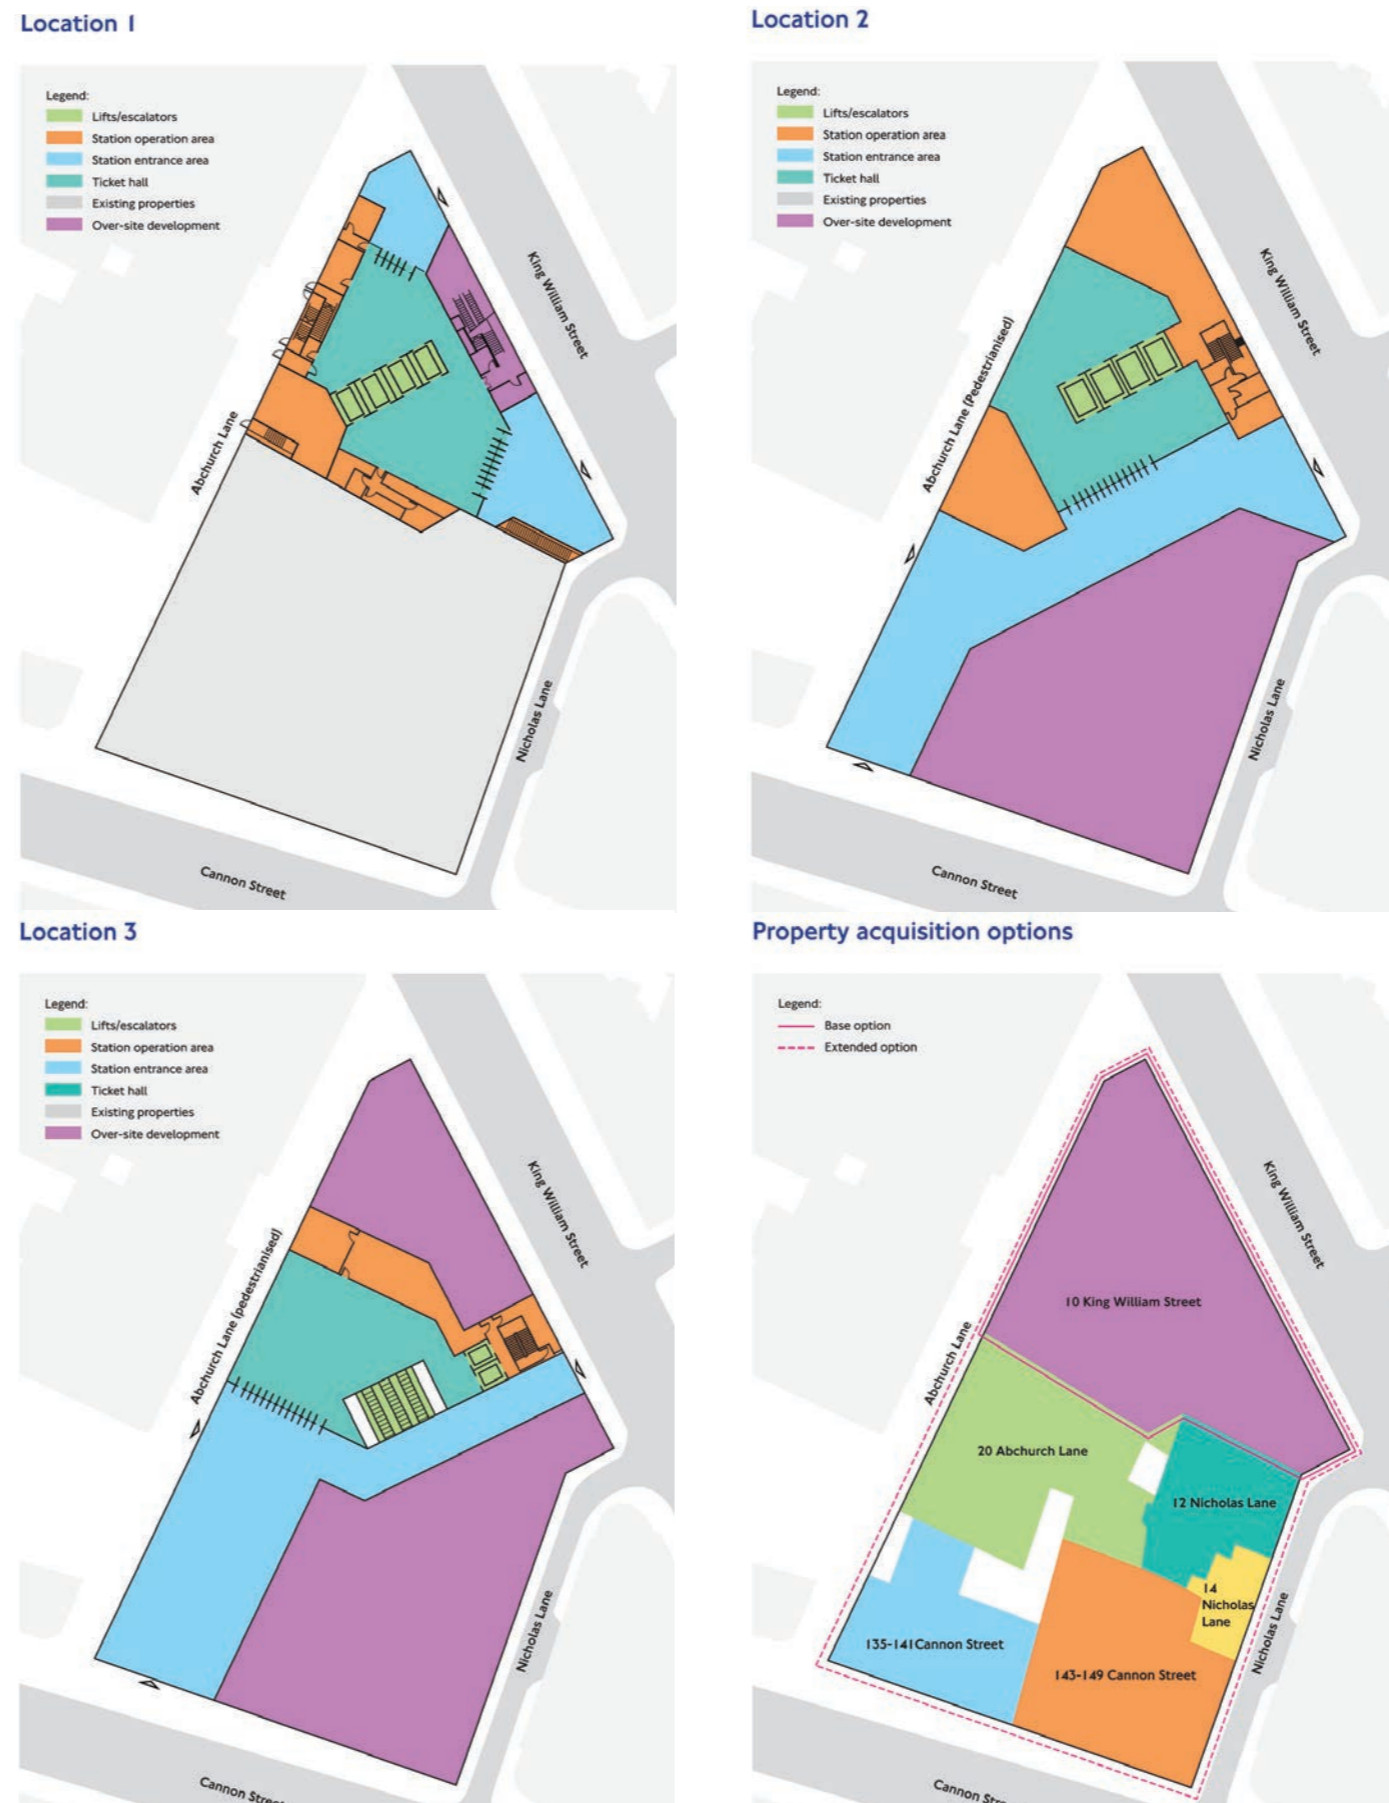 Location 1
Legend:
Lifts/escalators
Station operation area
Station entrance area
Ticket hall
Existing properties
Over-site development
King William Street
Abchurch Lane
Nicholas Lane
Cannon Street
Location 2
Legend:
Lifts/escalators
Station operation area
Station entrance area
Ticket hall
Existing properties
Over-site development
King William Street
Abchurch Lane (Pedestrianised)
Nicholas Lane
Cannon Street
Location 3
Legend:
Lifts/escalators
Station operation area
Station entrance area
Ticket hall
Existing properties
Over-site development
King William Street
Abchurch Lane (pedestrianised)
Nicholas Lane
Cannon Street
Property acquisition options
Legend:
Base option
Extended option
King William Street
10 King William Street
Abchurch Lane
20 Abchurch Lane
12 Nicholas Lane
14
Nicholas
Lane
Nicholas Lane
135-141Cannon Street
143-149 Cannon Street
Cannon Street